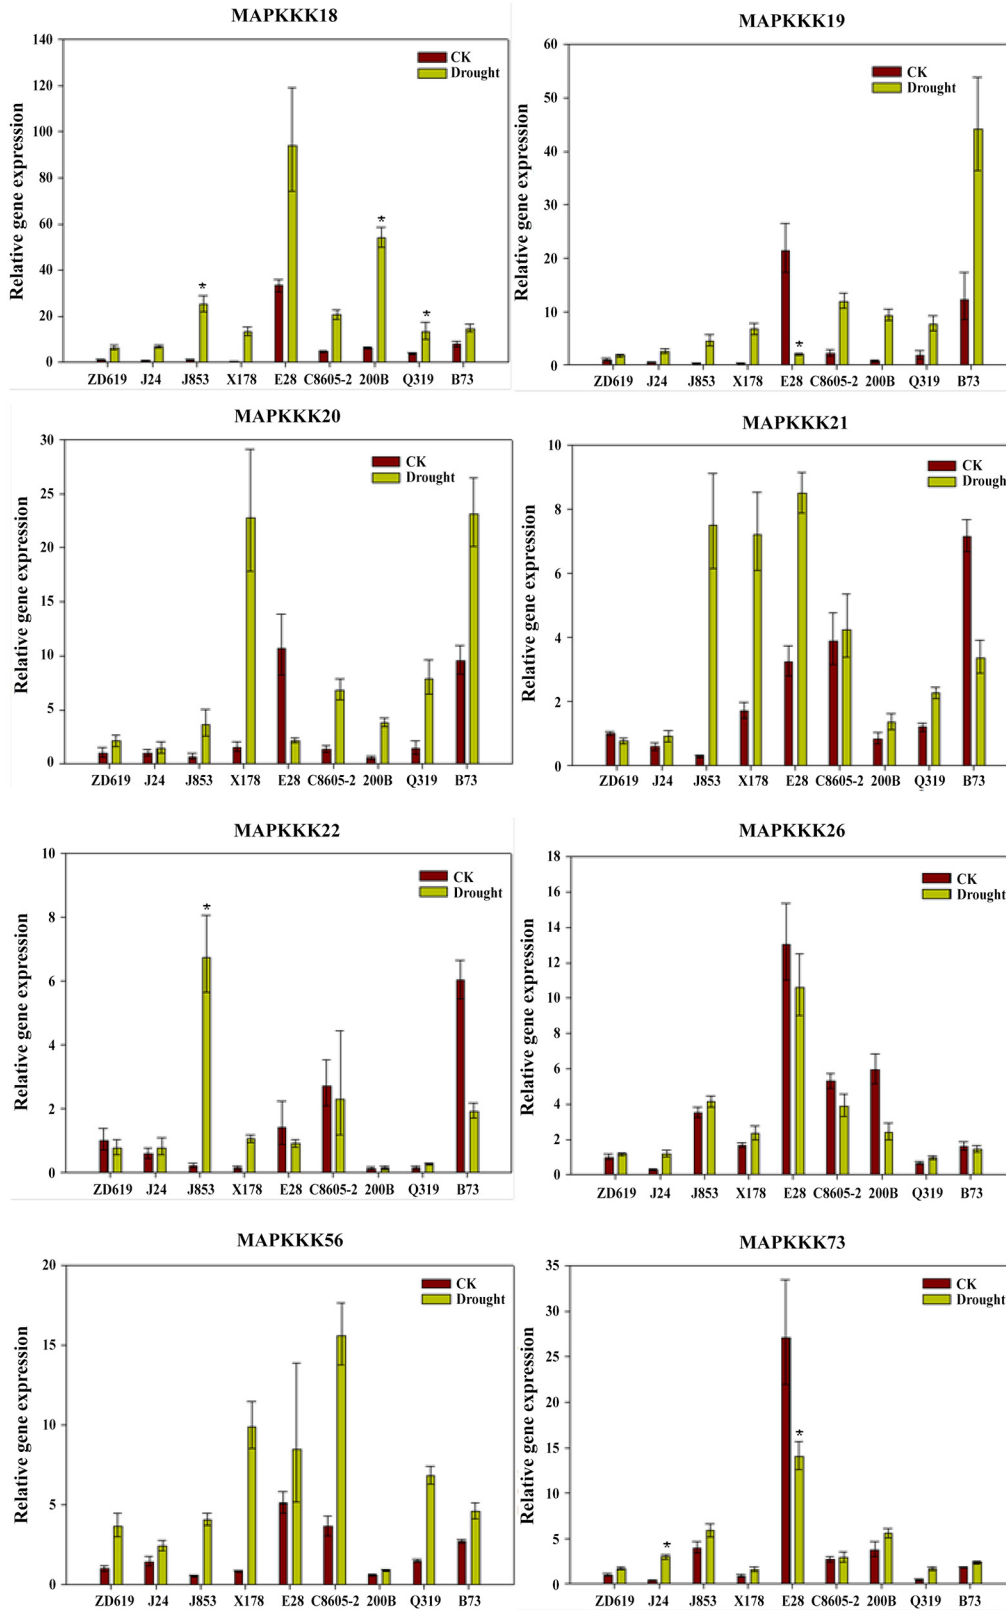 MAPKKK18
Relative gene expression
140
120
100
80
60
40
20
0
CK
Drought
*
*
*
ZD619 J24 J853 X178 E28 C8605-2 200B Q319 B73
MAPKKK19
Relative gene expression
60
50
40
30
20
10
0
CK
Drought
*
ZD619 J24 J853 X178 E28 C8605-2 200B Q319 B73
MAPKKK20
Relative gene expression
30
25
20
15
10
5
0
CK
Drought
ZD619 J24 J853 X178 E28 C8605-2 200B Q319 B73
MAPKKK21
Relative gene expression
10
8
6
4
2
0
CK
Drough
ZD619 J24 J853 X178 E28 C8605-2 200B Q319 B73
MAPKKK22
Relative gene expression
10
8
6
4
2
0
CK
Drought
*
ZD619 J24 J853 X178 E28 C8605-2 200B Q319 B73
MAPKKK26
Relative gene expression
18
16
14
12
10
8
6
4
2
0
CK
Drought
ZD619 J24 J853 X178 E28 C8605-2 200B Q319 B73
MAPKKK56
Relative gene expression
20
15
10
5
0
CK
Drought
ZD619 J24 J853 X178 E28 C8605-2 200B Q319 B73
MAPKKK73
Relative gene expression
35
30
25
20
15
10
5
0
CK
Drought
*
*
ZD619 J24 J853 X178 E28 C8605-2 200B Q319 B73